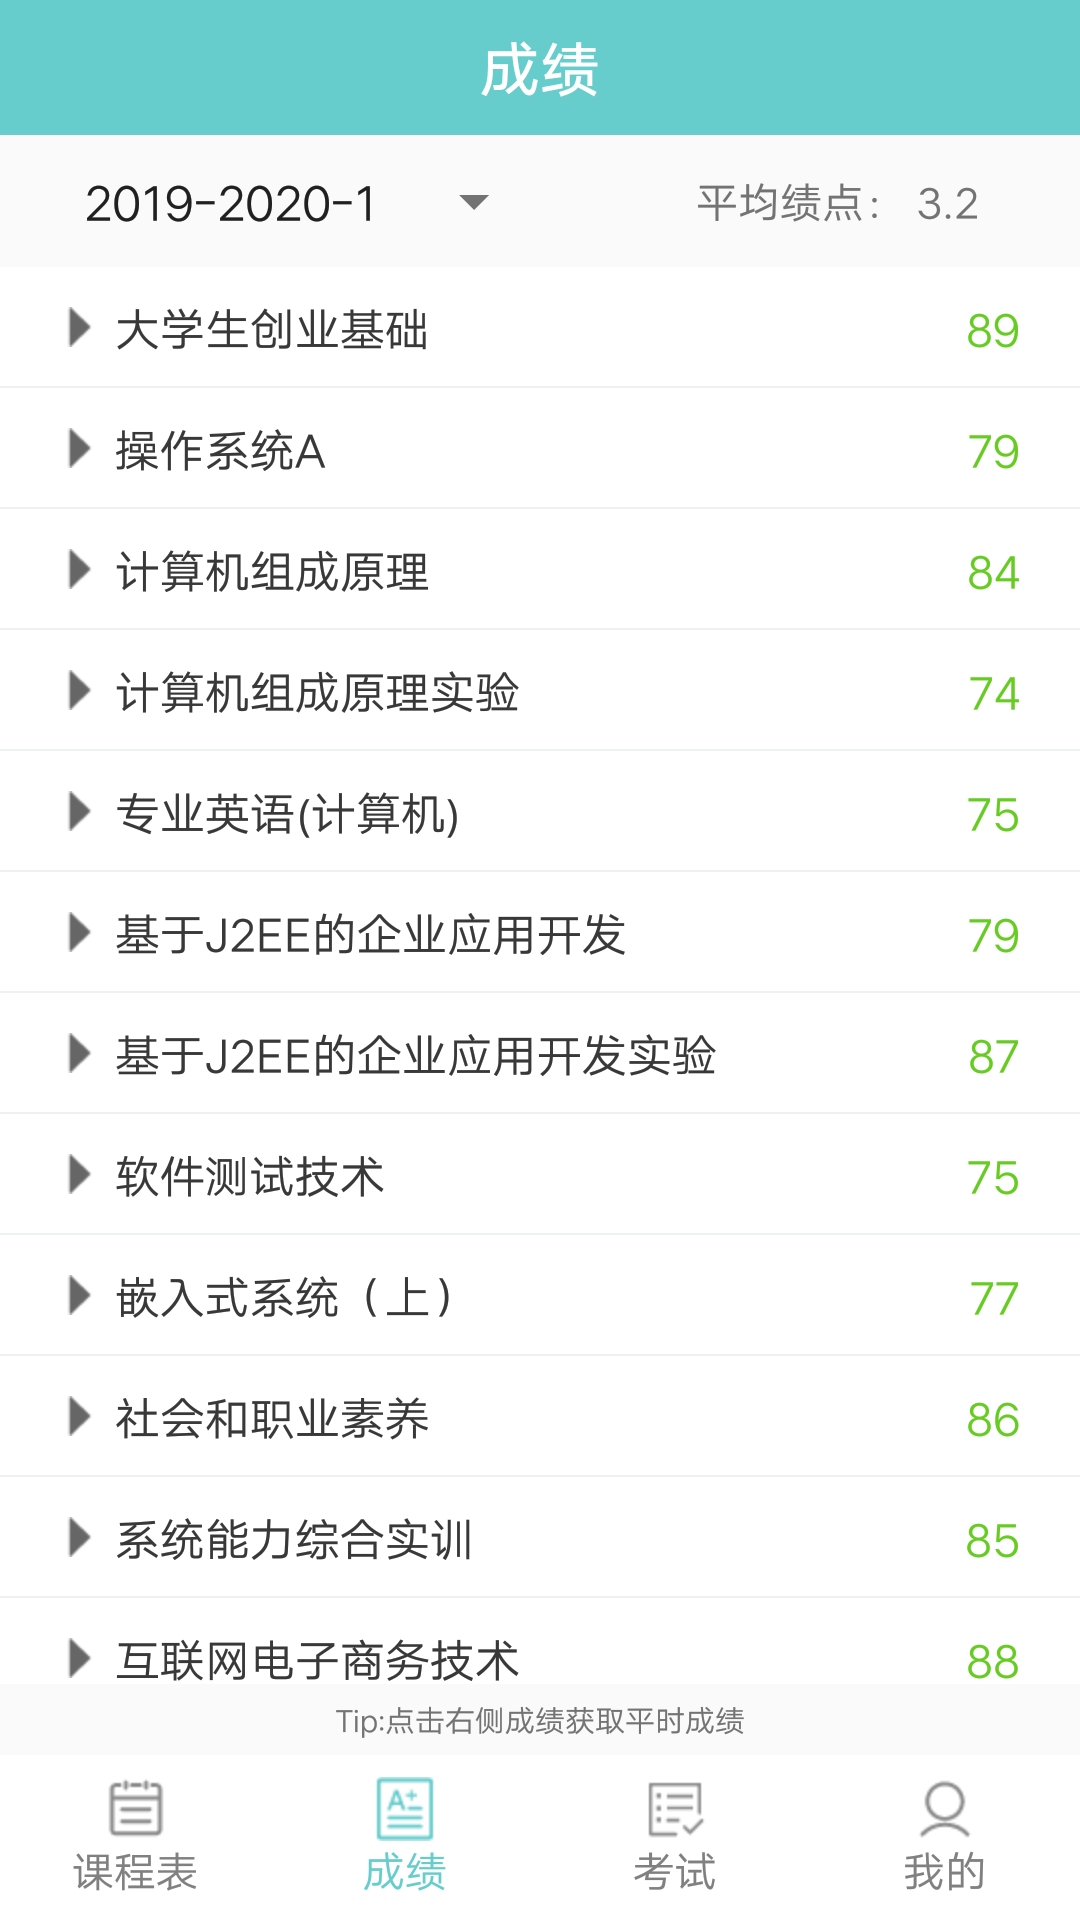 成绩
2019-2020-1 平均绩点： 3.2
大学生创业基础 89
操作系统A 79
计算机组成原理 84
计算机组成原理实验 74
专业英语(计算机) 75
基于J2EE的企业应用开发 79
基于J2EE的企业应用开发实验 87
软件测试技术 75
嵌入式系统（上） 77
社会和职业素养 86
系统能力综合实训 85
互联网电子商务技术 88
Tip:点击右侧成绩获取平时成绩
A+
课程表 成绩 考试 我的